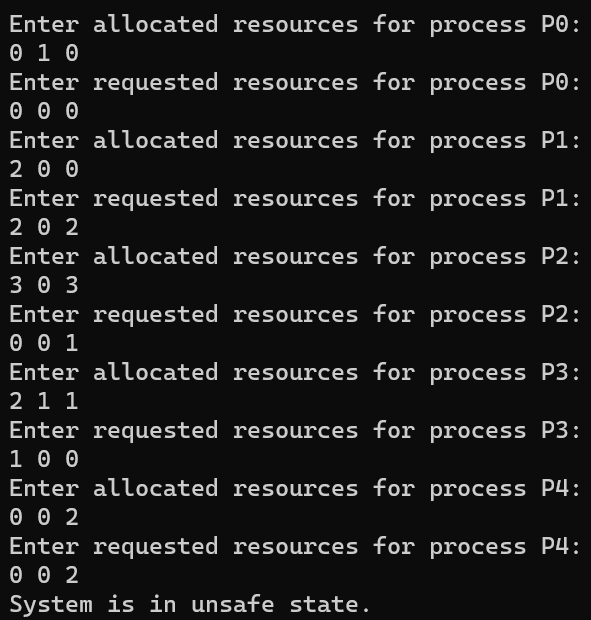 Enter allocated resources for process P0:
0 1 0
Enter requested resources for process P0:
0 0 0
Enter allocated resources for process P1:
2 0 0
Enter requested resources for process P1:
2 0 2
Enter allocated resources for process P2:
3 0 3
Enter requested resources for process P2:
0 0 1
Enter allocated resources for process P3:
2 1 1
Enter requested resources for process P3:
1 0 0
Enter allocated resources for process P4:
0 0 2
Enter requested resources for process P4:
0 0 2
System is in unsafe state.